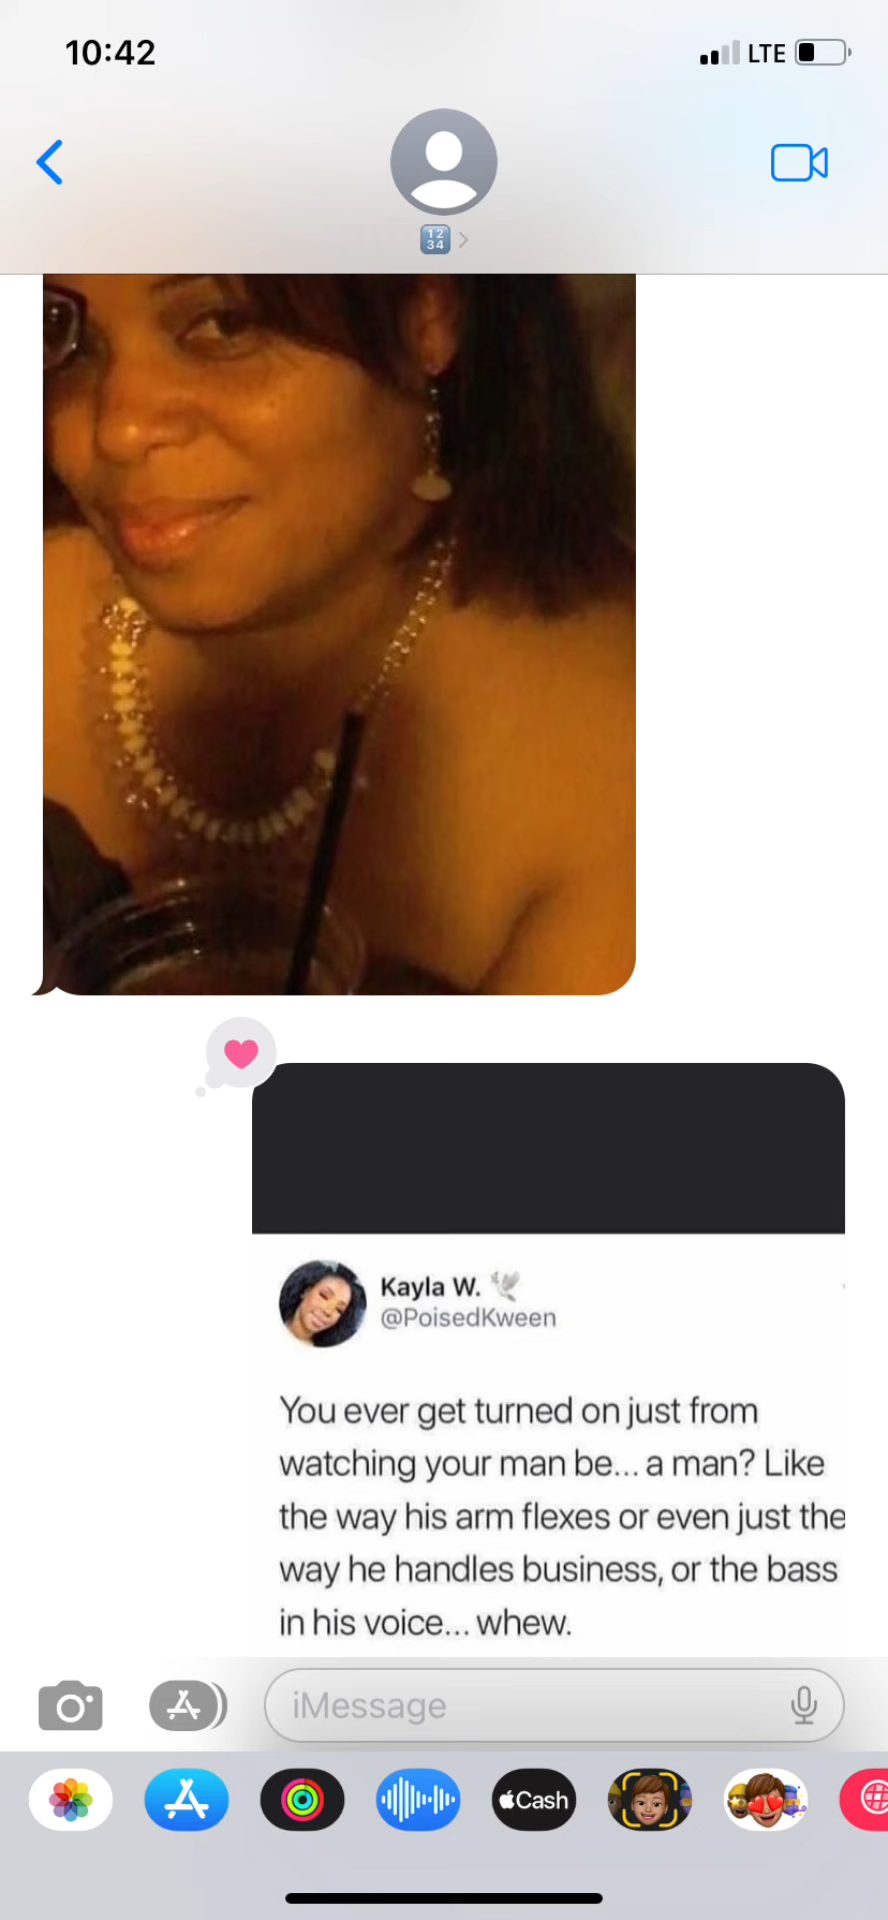 10:42
LTE
12
34
Kayla W.
@PoisedKween
You ever get turned on just from
watching your man be... a man? Like
the way his arm flexes or even just the
way he handles business, or the bass
in his voice... whew.
iMessage
Cash